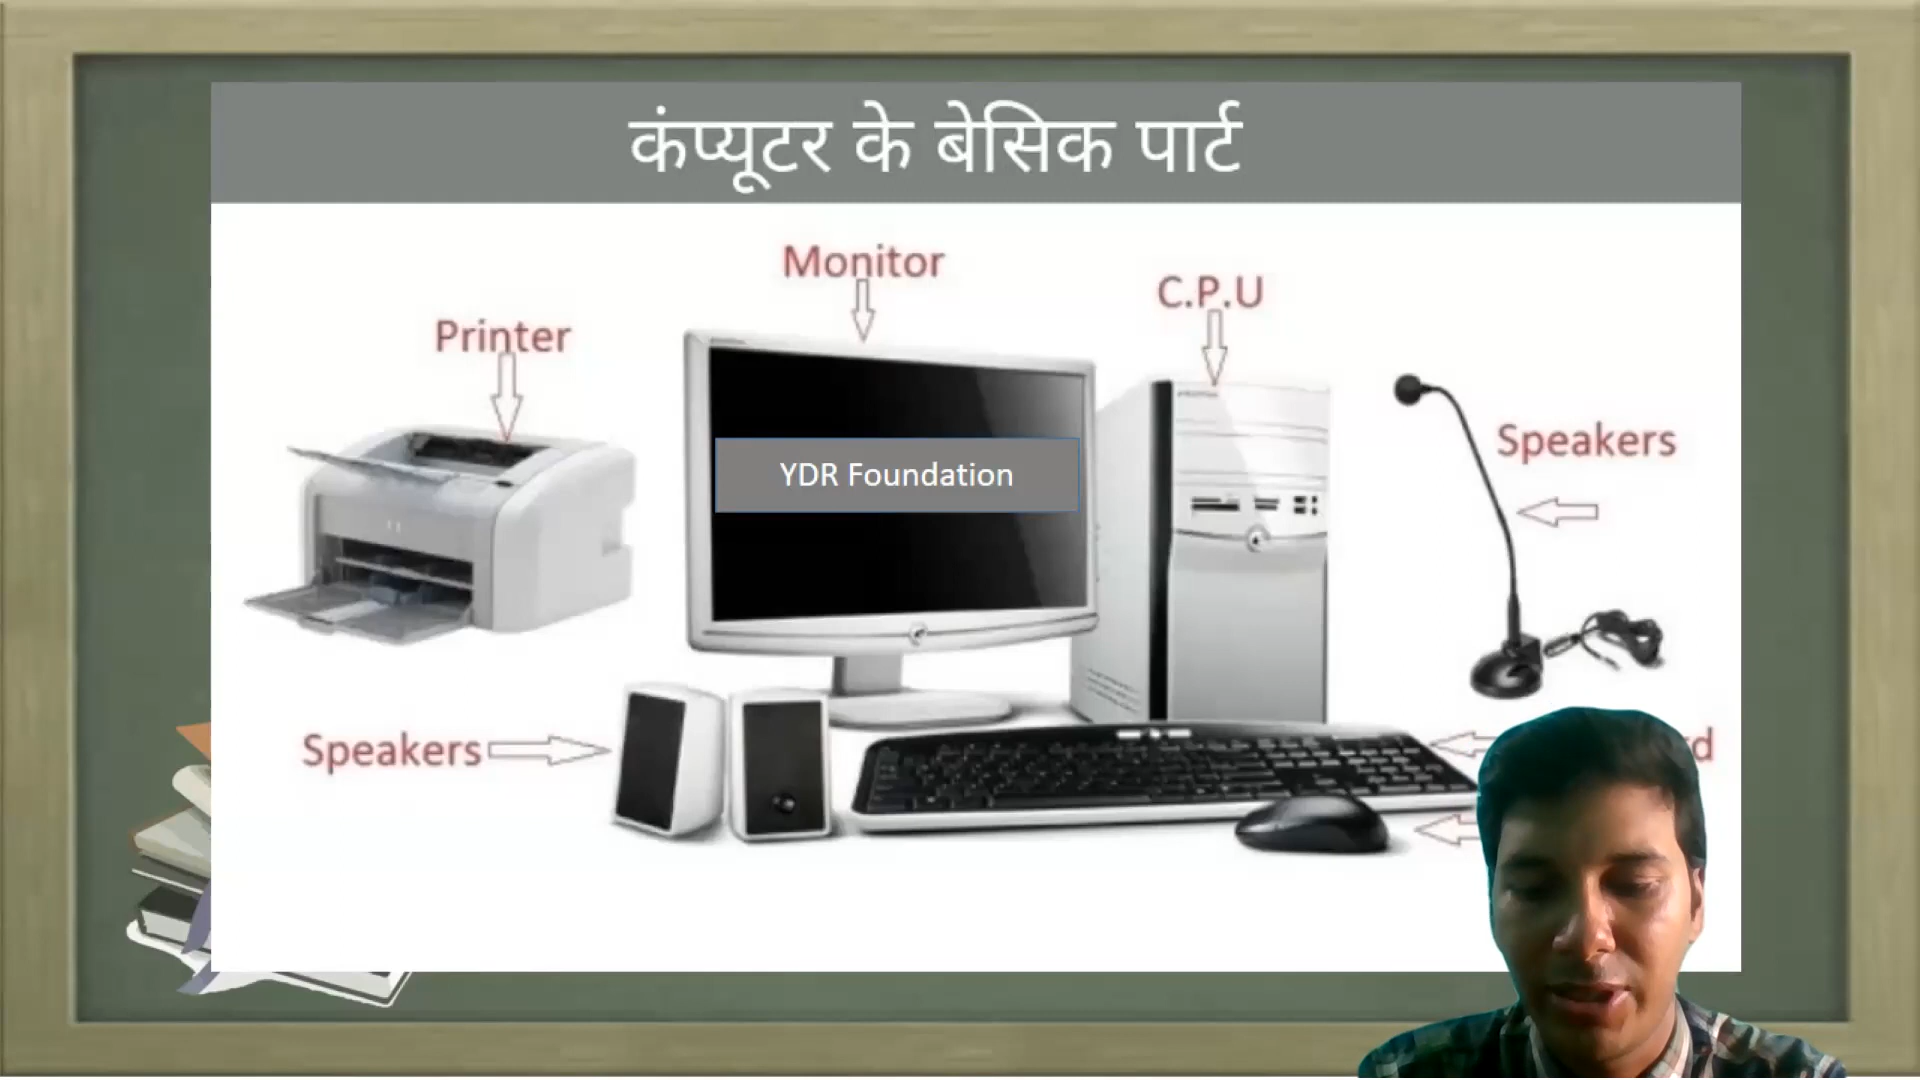 कंप्यूटर के बेसिक पार्ट
Monitor
C.P.U
Printer
Speakers
YDR Foundation
Speakers